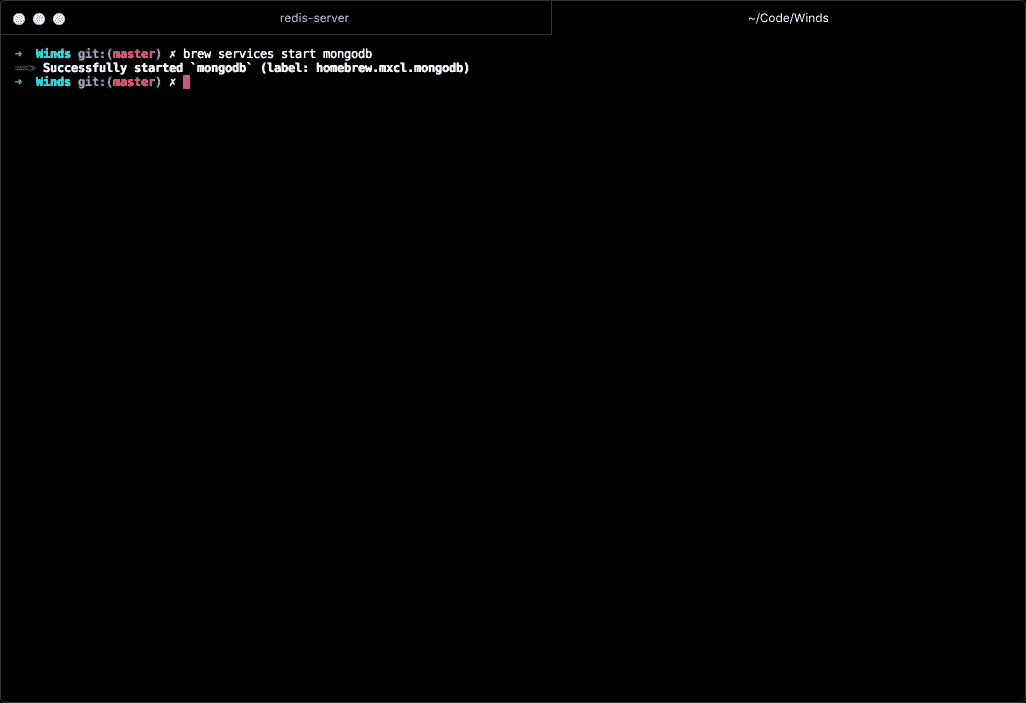 redis-server
~/Code/Winds
➜ Winds git:(master) ✗ brew services start mongodb
==> Successfully started `mongodb` (label: homebrew.mxcl.mongodb)
➜ Winds git:(master) ✗